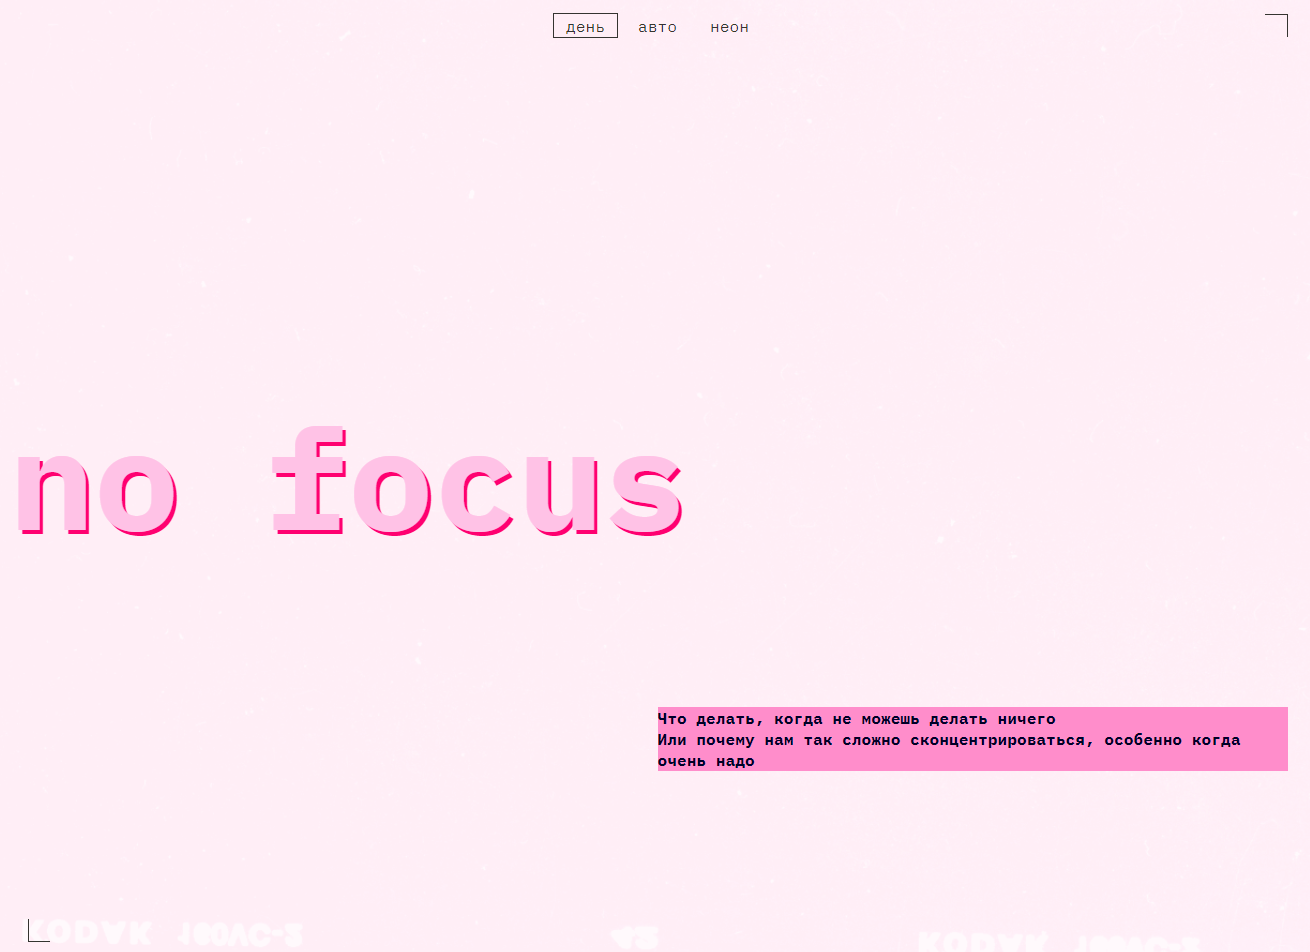 день авто неон
no focus
Что делать, когда не можешь делать ничего
Или почему нам так сложно сконцентрироваться, особенно когда
очень надо